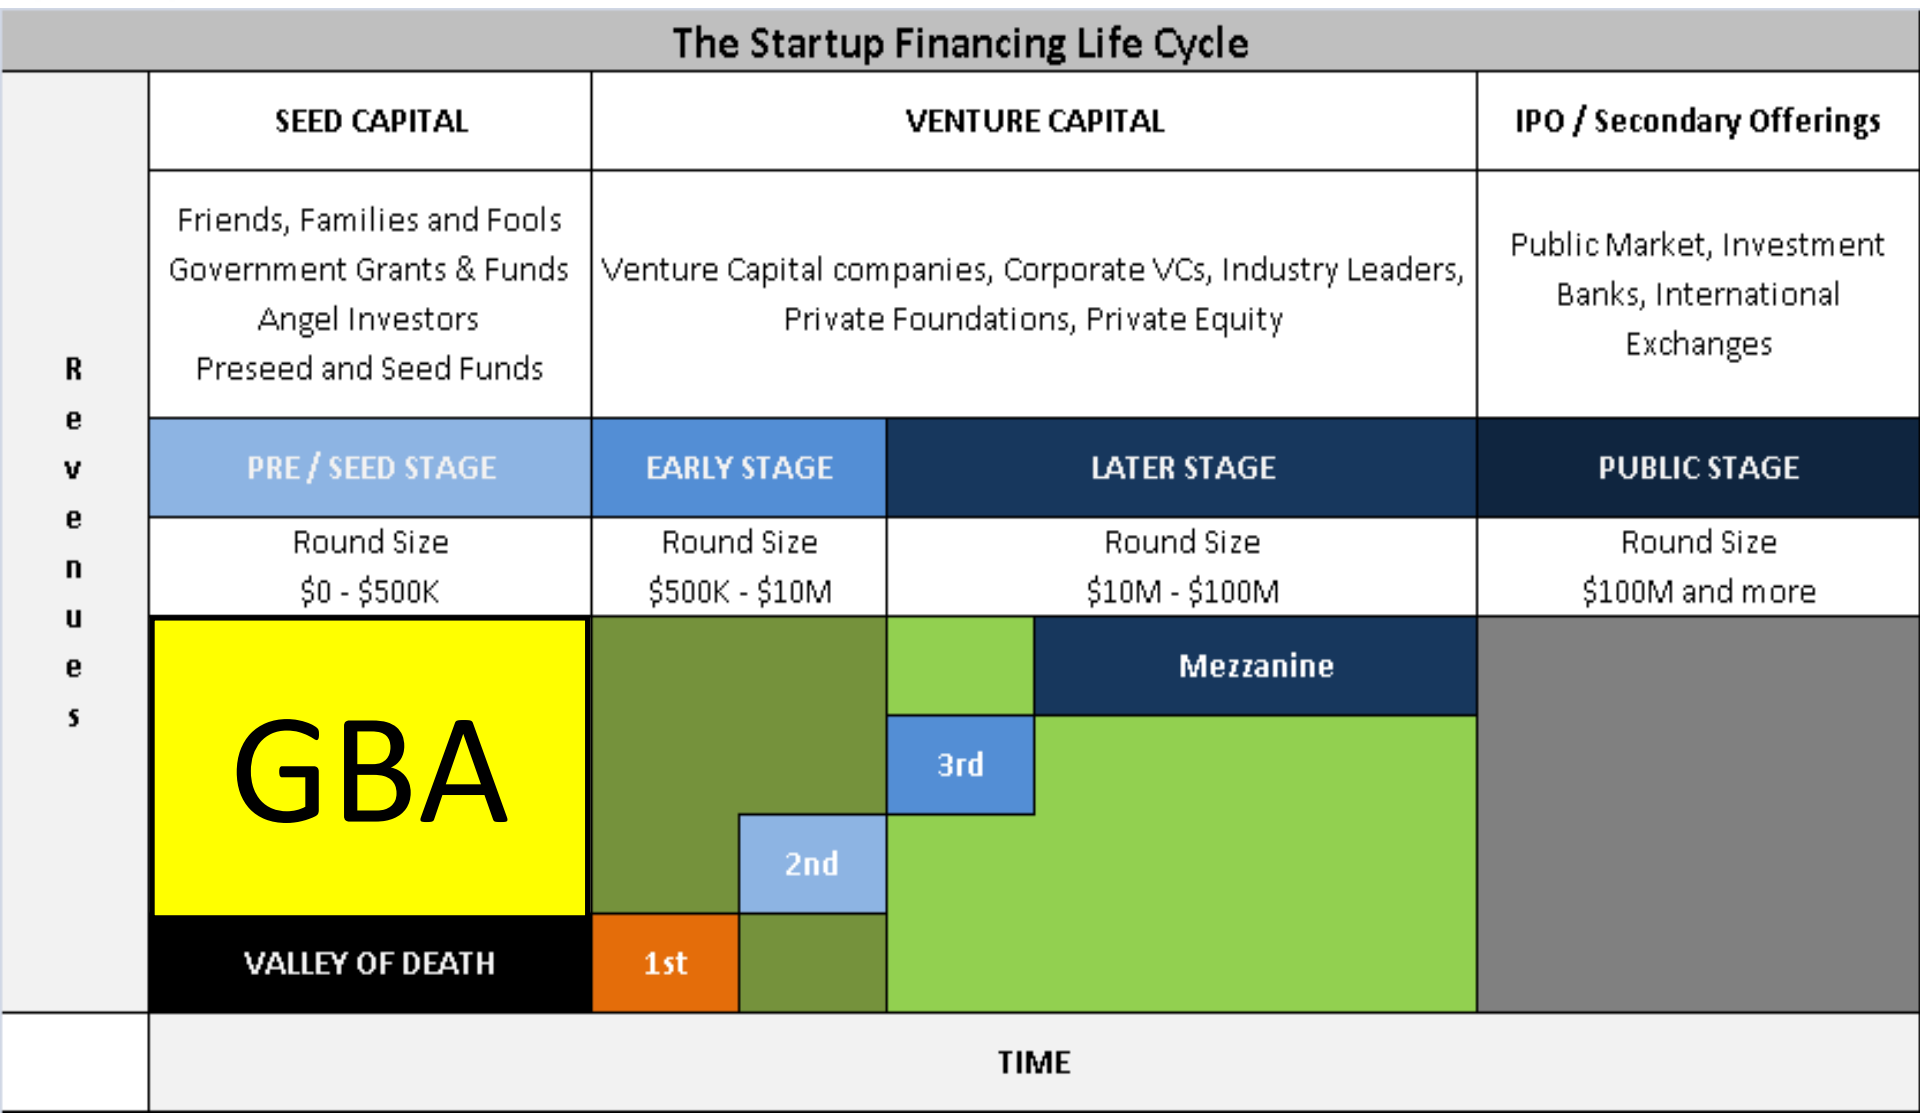 The Startup Financing Life Cycle
SEED CAPITAL
VENTURE CAPITAL
IPO / Secondary Offerings
Friends, Families and Fools
Government Grants & Funds
Angel Investors
Preseed and Seed Funds
Venture Capital companies, Corporate VCs, Industry Leaders,
Private Foundations, Private Equity
Public Market, Investment
Banks, International
Exchanges
Revenues
PRE / SEED STAGE
EARLY STAGE
LATER STAGE
PUBLIC STAGE
Round Size
$0 - $500K
Round Size
$500K - $10M
Round Size
$10M - $100M
Round Size
$100M and more
GBA
Mezzanine
3rd
2nd
VALLEY OF DEATH
1st
TIME